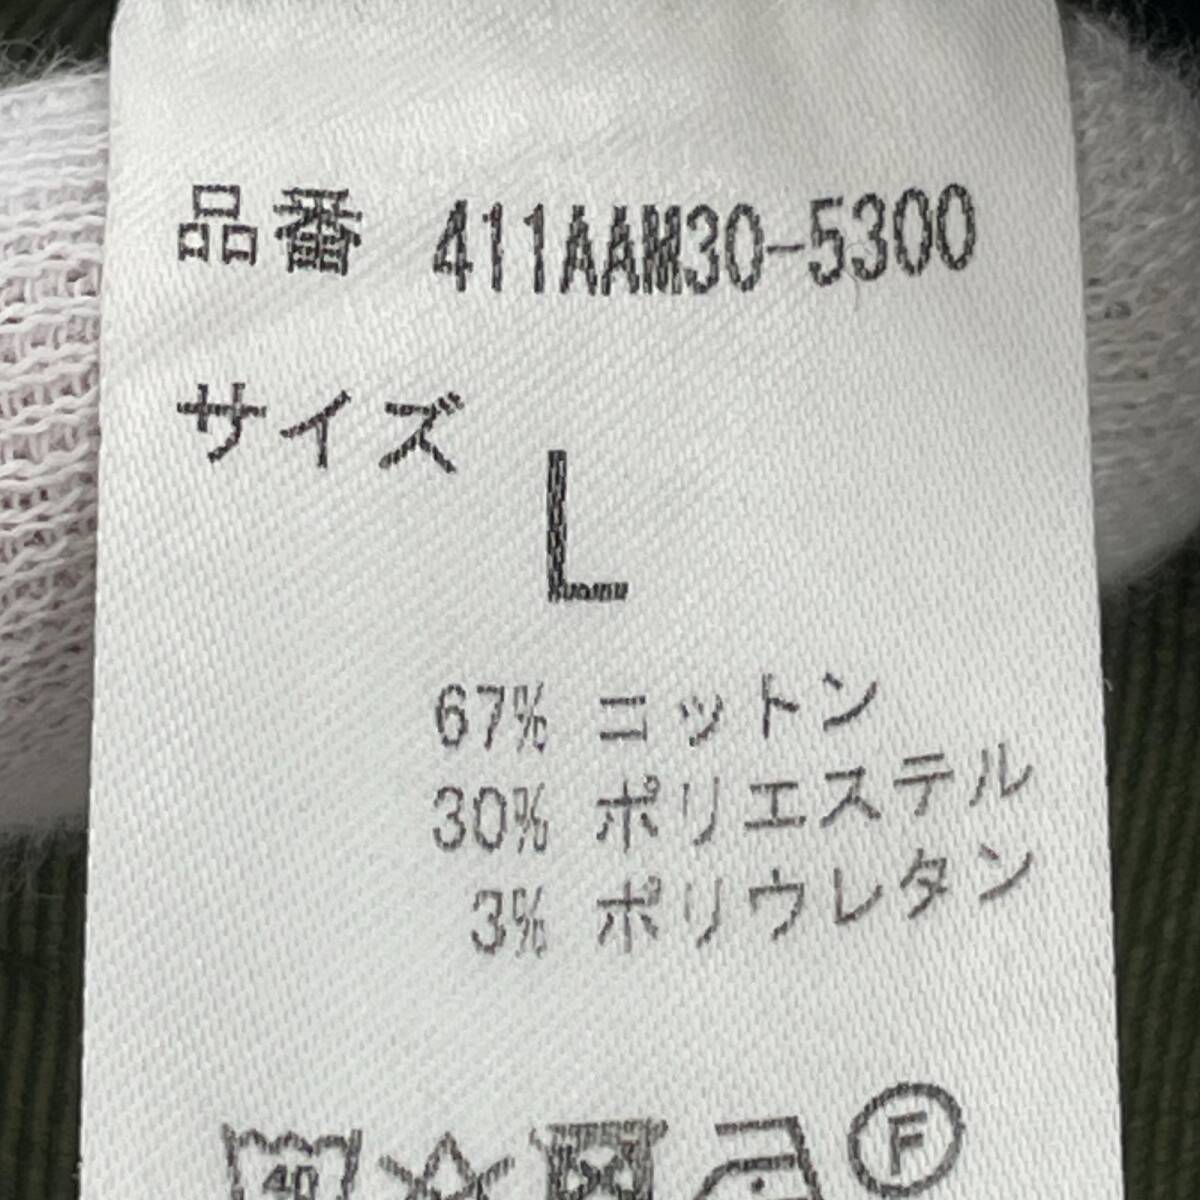 品番 411AAM30-5300
サイズ
L
67% コットン
30% ポリエステル
3% ポリウレタン
40 F